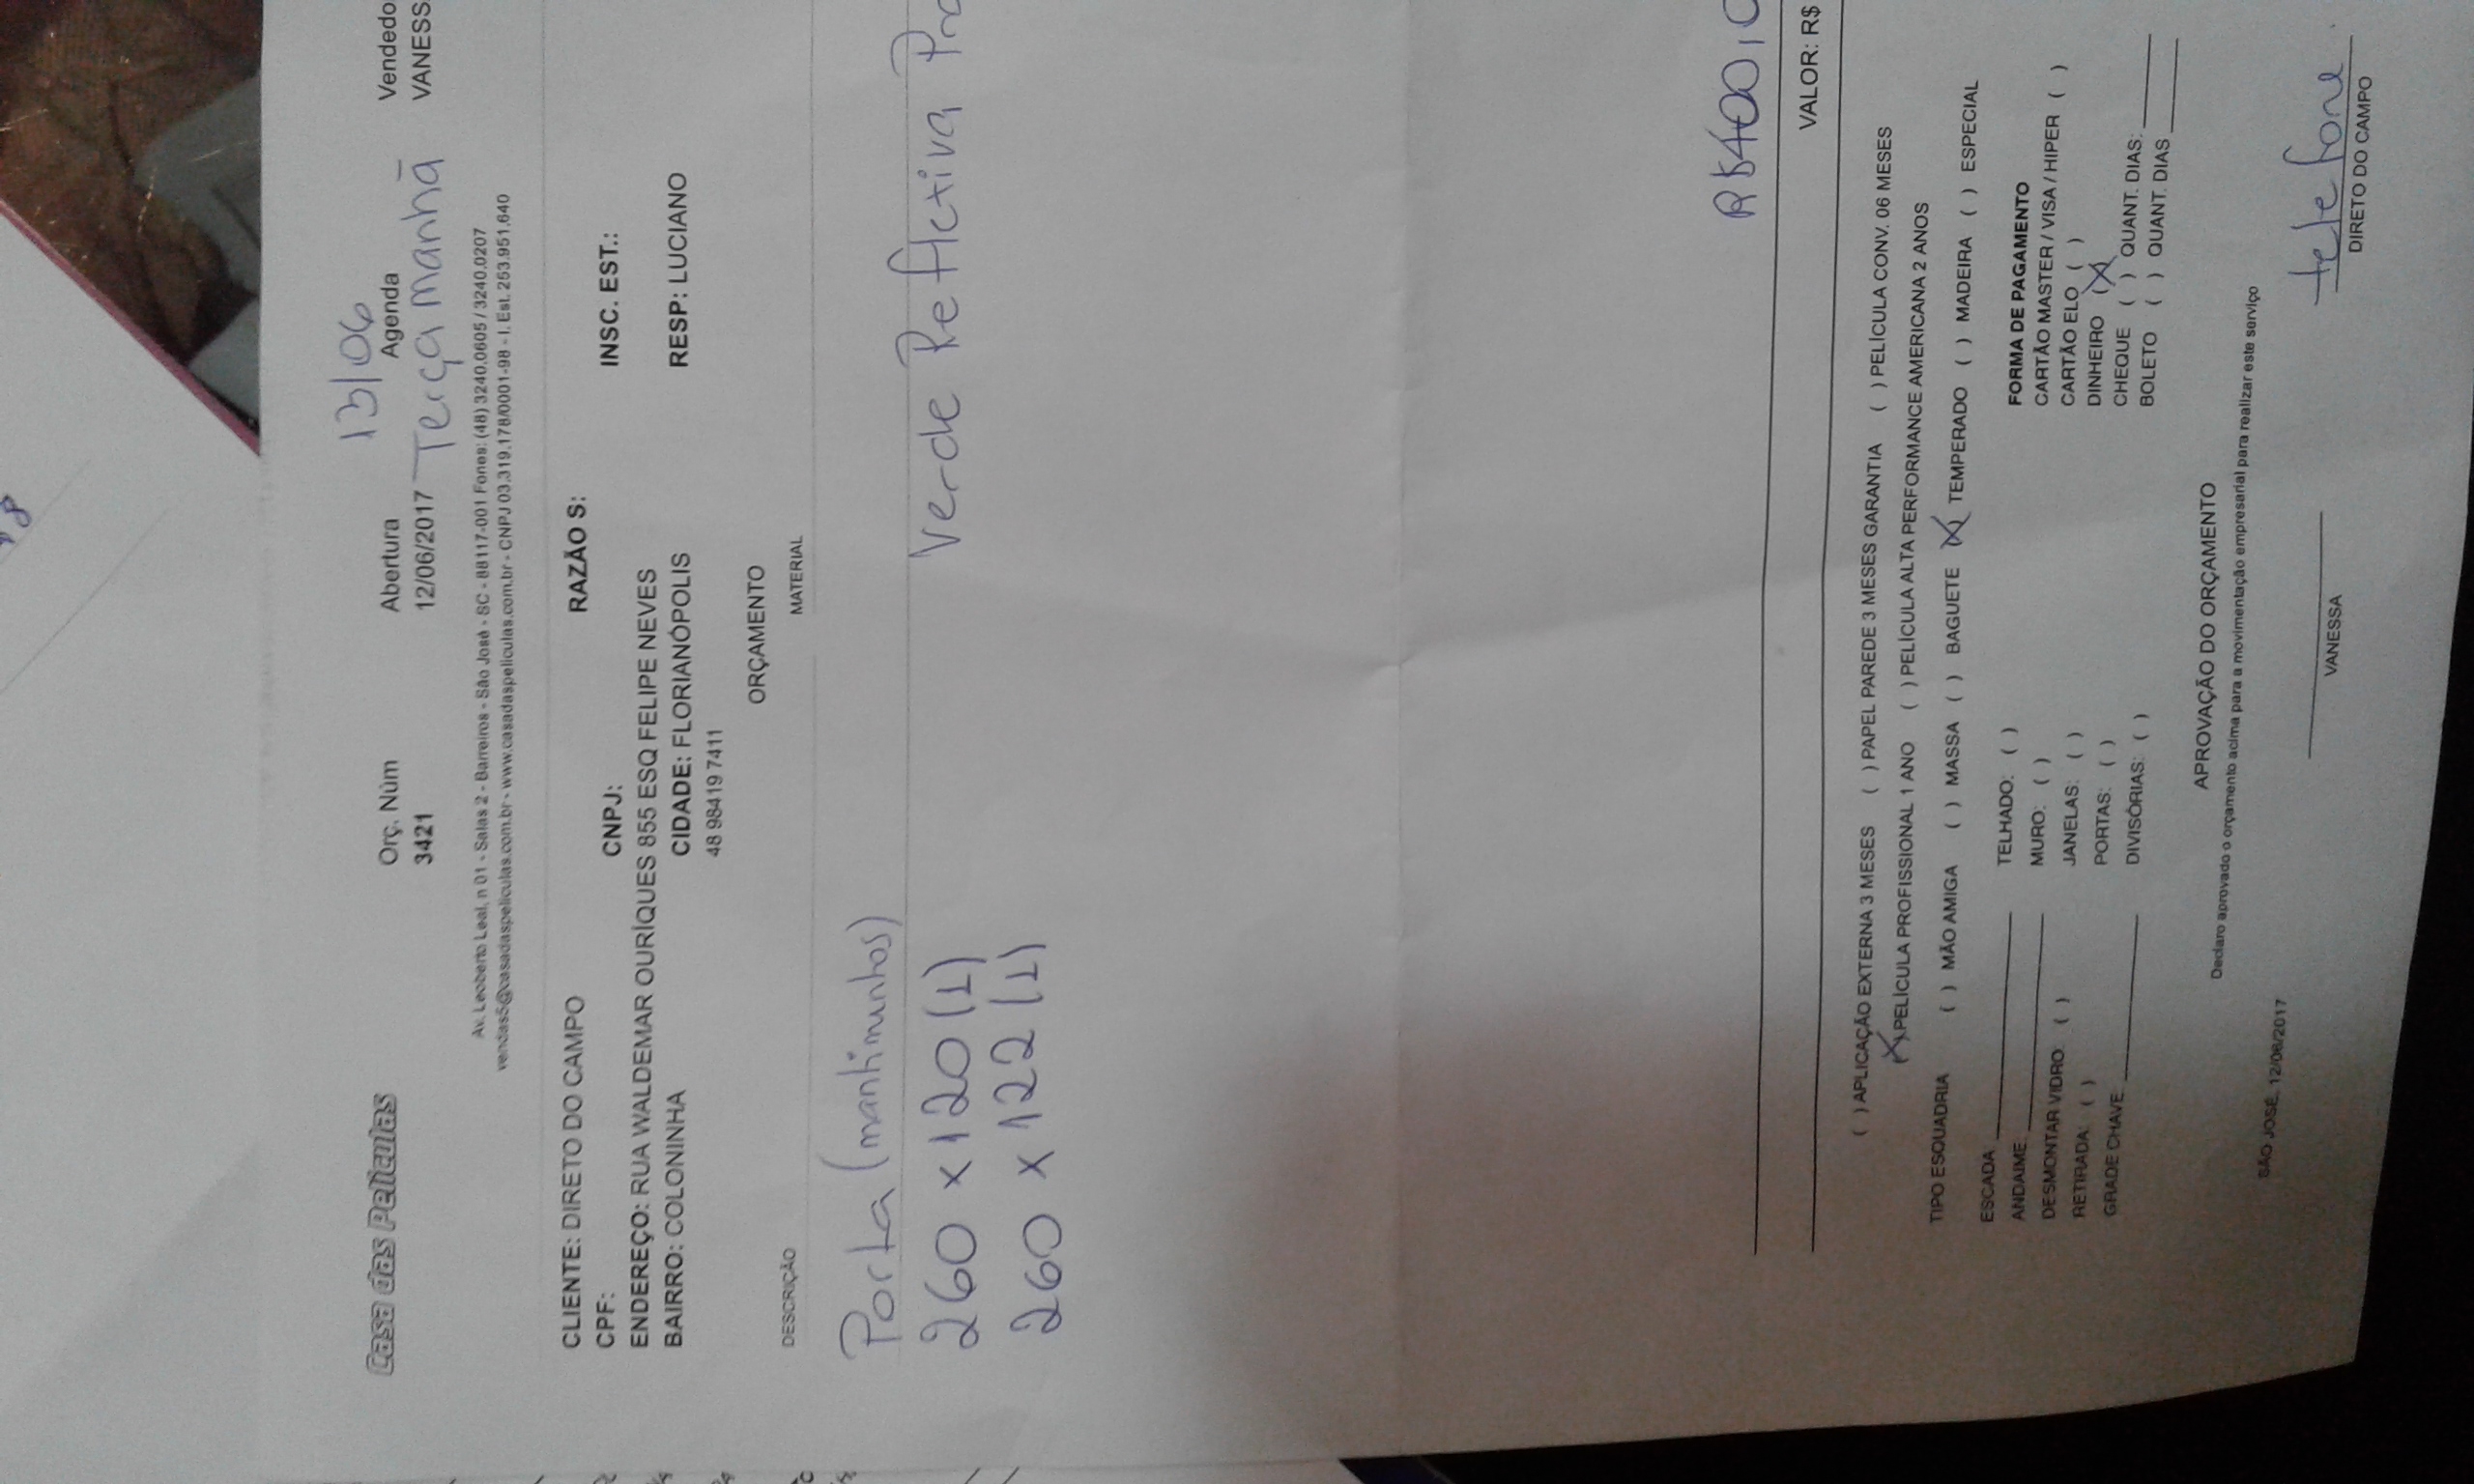 13/06
Casa das Películas Orç. Núm Abertura Agenda Vendedo
3421 12/06/2017 Terça manhã VANESS
Av. Leoberto Leal, n 01 - Salas 2 - Barreiros - São José - SC - 88117-001 Fones: (48) 3240.0605 / 3240.0207
vendas5@casadaspeliculas.com.br - www.casadaspeliculas.com.br - CNPJ 03.319.178/0001-98 - I. Est. 253.951.640
CLIENTE: DIRETO DO CAMPO RAZÃO S:
CPF: CNPJ: INSC. EST.:
ENDEREÇO: RUA WALDEMAR OURÍQUES 855 ESQ FELIPE NEVES
BAIRRO: COLONINHA CIDADE: FLORIANÓPOLIS RESP: LUCIANO
48 98419 7411
ORÇAMENTO
DESCRIÇÃO MATERIAL
Porta (mantimunhos)
260 x 120 (1) Verde Reflctiva Pro
260 x 122 (1)
R$400,0
VALOR: R$
( ) APLICAÇÃO EXTERNA 3 MESES ( ) PAPEL PAREDE 3 MESES GARANTIA ( ) PELÍCULA CONV. 06 MESES
(X) PELÍCULA PROFISSIONAL 1 ANO ( ) PELÍCULA ALTA PERFORMANCE AMERICANA 2 ANOS
TIPO ESQUADRIA ( ) MÃO AMIGA ( ) MASSA ( ) BAGUETE (X) TEMPERADO ( ) MADEIRA ( ) ESPECIAL
ESCADA: TELHADO: ( ) FORMA DE PAGAMENTO
ANDAIME: MURO: ( ) CARTÃO MASTER / VISA / HIPER ( )
DESMONTAR VIDRO: ( ) JANELAS: ( ) CARTÃO ELO ( )
RETIRADA: ( ) PORTAS: ( ) DINHEIRO (X)
GRADE CHAVE: DIVISÓRIAS: ( ) CHEQUE ( ) QUANT. DIAS:
BOLETO ( ) QUANT. DIAS
APROVAÇÃO DO ORÇAMENTO
Declaro aprovado o orçamento acima para a movimentação empresarial para realizar este serviço
SÃO JOSÉ, 12/06/2017
telefone
VANESSA DIRETO DO CAMPO